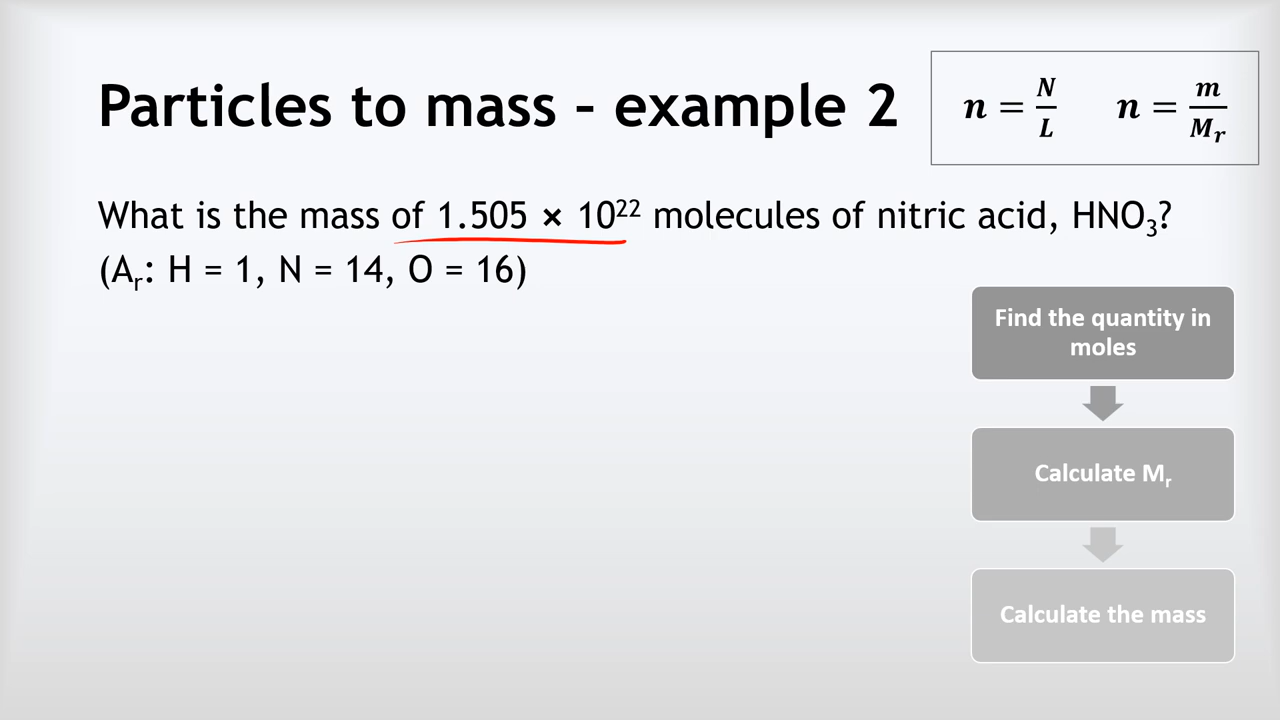 Particles to mass – example 2
n = N/L n = m/Mᵣ
What is the mass of 1.505 × 10²² molecules of nitric acid, HNO₃?
(Aᵣ: H = 1, N = 14, O = 16)
Find the quantity in
moles
Calculate Mᵣ
Calculate the mass